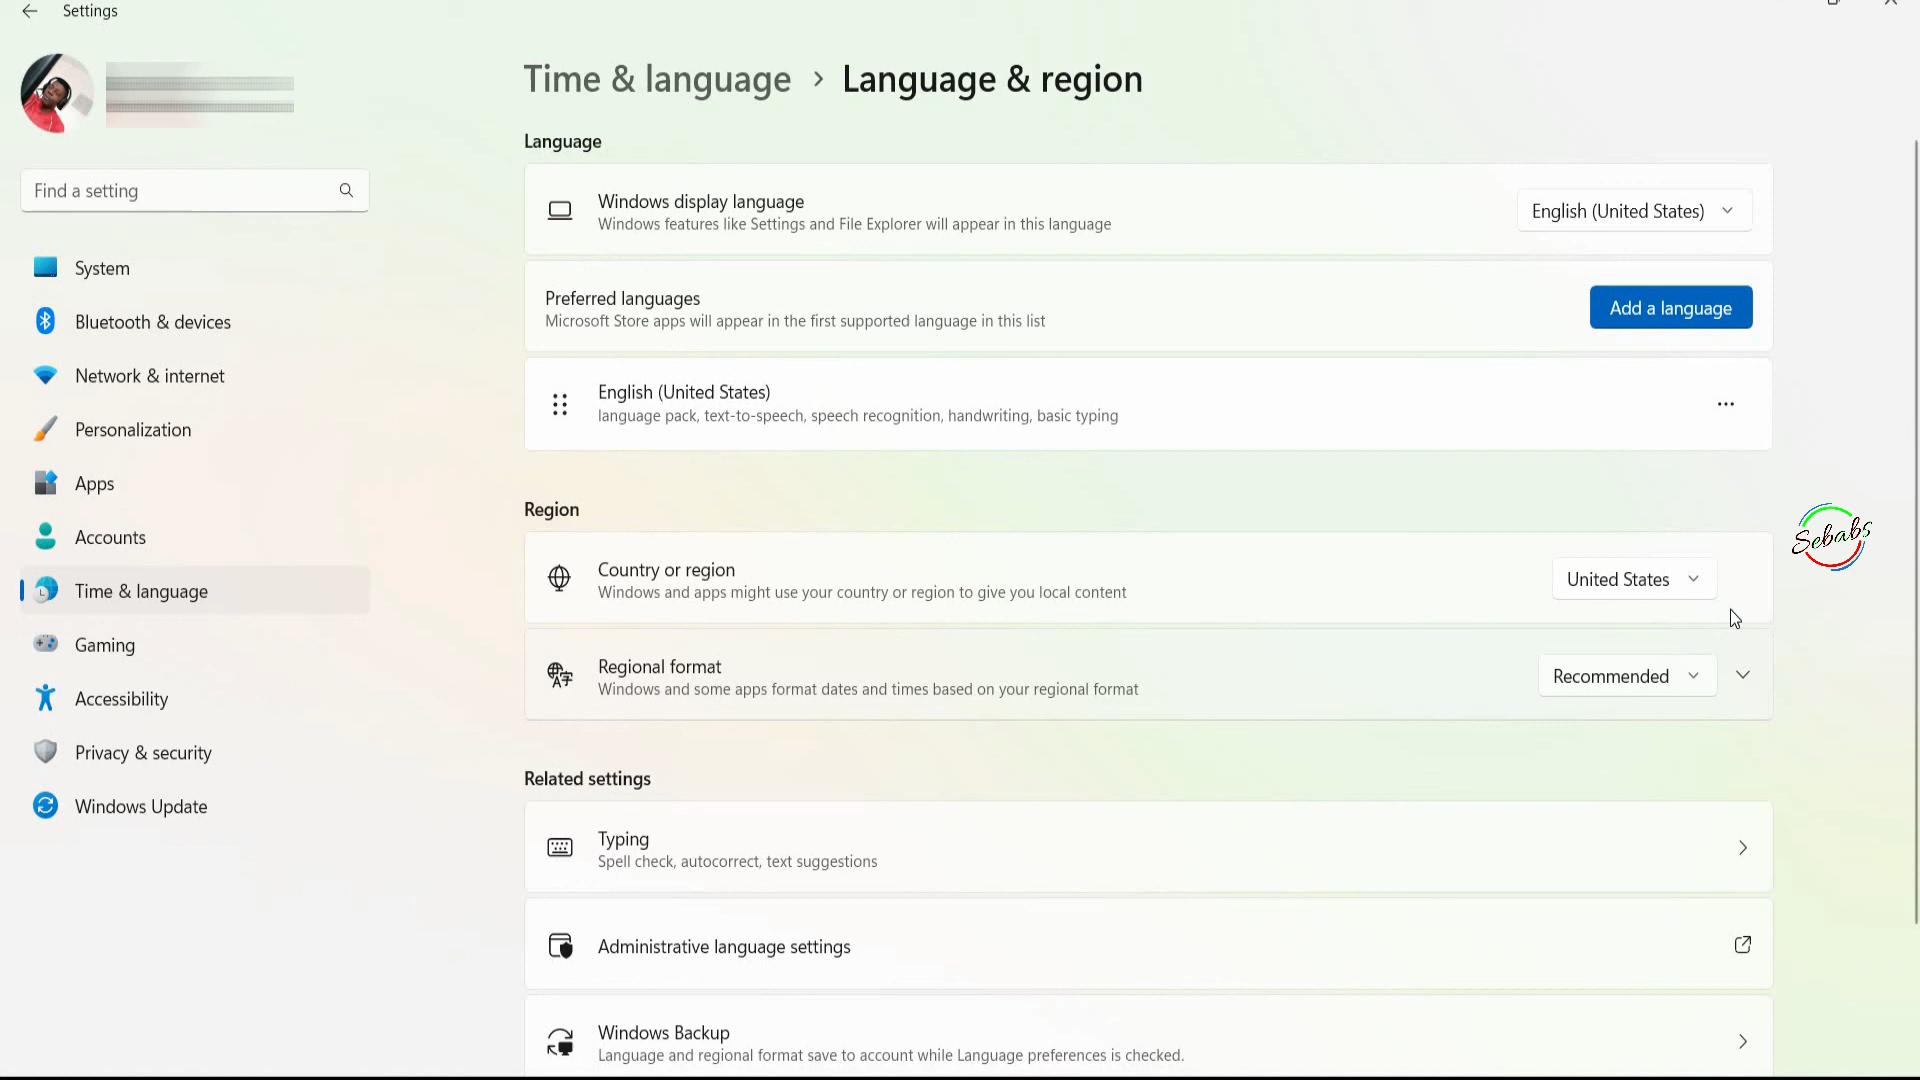 Settings
Time & language > Language & region
Language
Find a setting
Windows display language
Windows features like Settings and File Explorer will appear in this language
English (United States)
Preferred languages
Microsoft Store apps will appear in the first supported language in this list
Add a language
English (United States)
language pack, text-to-speech, speech recognition, handwriting, basic typing
System
Bluetooth & devices
Network & internet
Personalization
Apps
Accounts
Time & language
Gaming
Accessibility
Privacy & security
Windows Update
Region
Country or region
Windows and apps might use your country or region to give you local content
United States
Sebabs
Regional format
Windows and some apps format dates and times based on your regional format
Recommended
Related settings
Typing
Spell check, autocorrect, text suggestions
Administrative language settings
Windows Backup
Language and regional format save to account while Language preferences is checked.